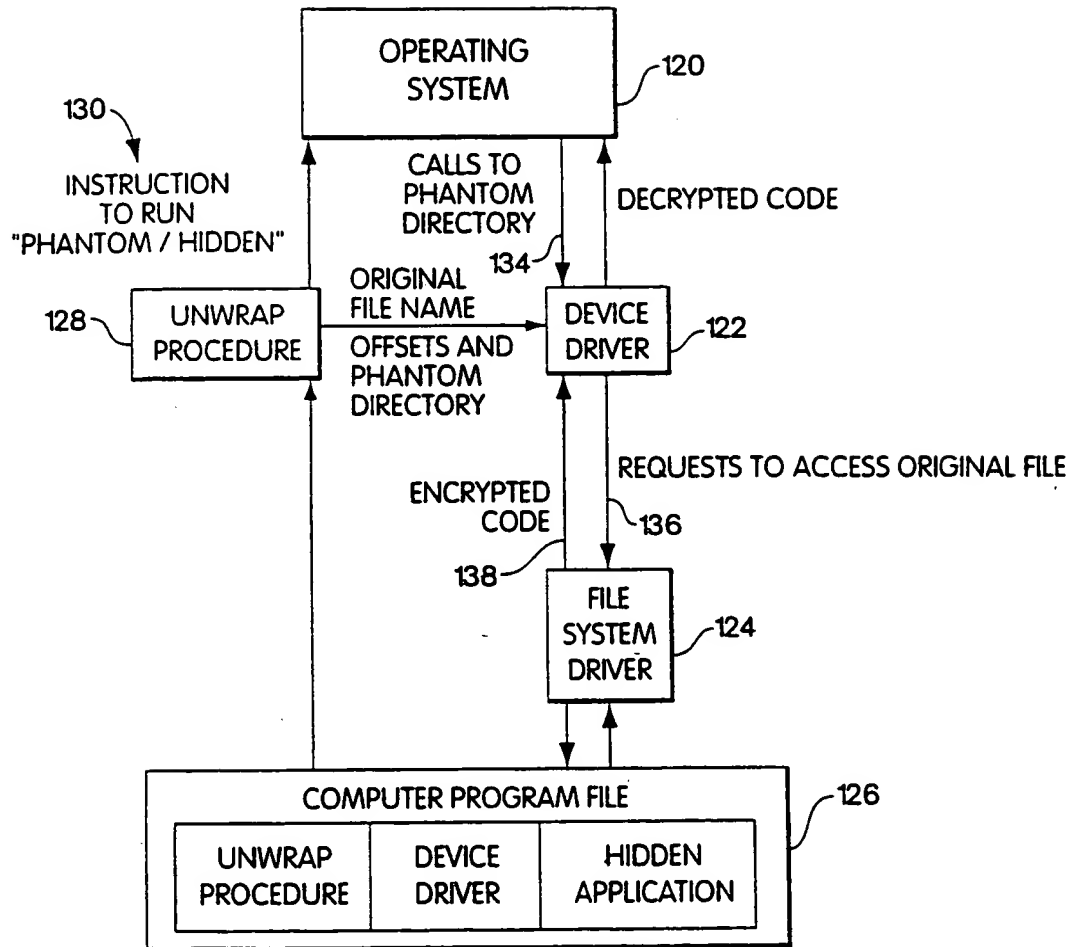 OPERATING
SYSTEM
120
130
INSTRUCTION
TO RUN
"PHANTOM / HIDDEN"
CALLS TO
PHANTOM
DIRECTORY
134
DECRYPTED CODE
128
UNWRAP
PROCEDURE
ORIGINAL
FILE NAME
OFFSETS AND
PHANTOM
DIRECTORY
DEVICE
DRIVER
122
ENCRYPTED
CODE
138
REQUESTS TO ACCESS ORIGINAL FILE
136
FILE
SYSTEM
DRIVER
124
COMPUTER PROGRAM FILE
126
UNWRAP
PROCEDURE
DEVICE
DRIVER
HIDDEN
APPLICATION